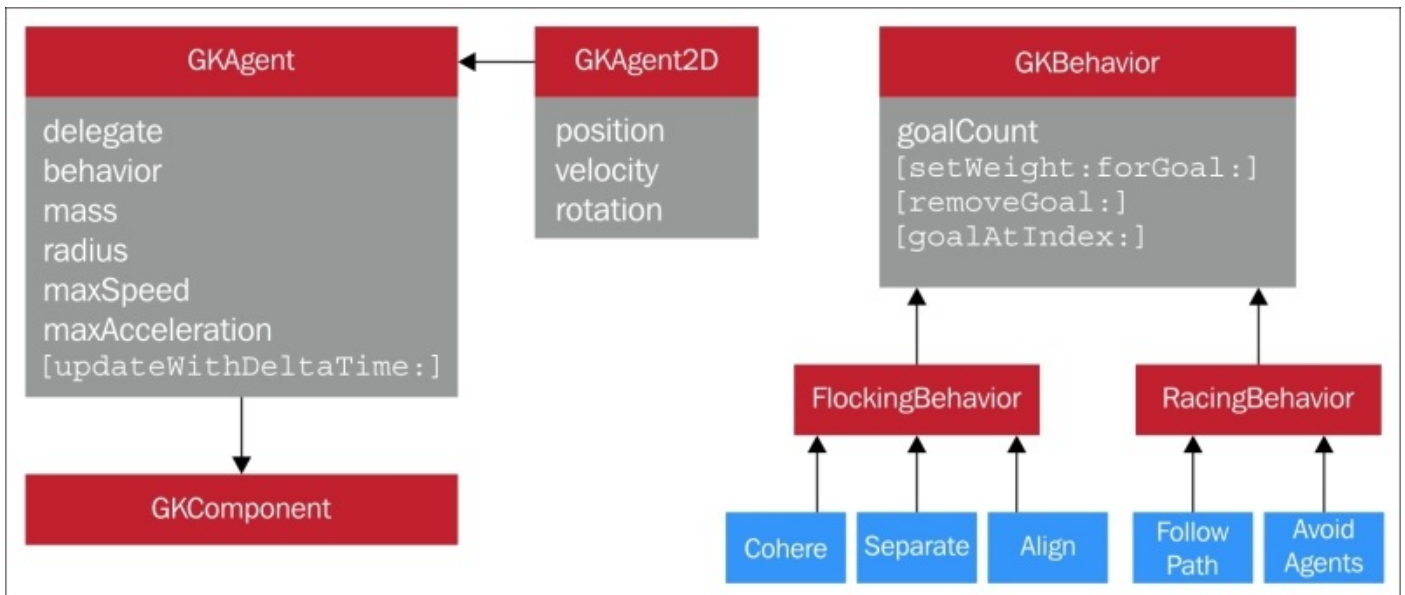 GKAgent
delegate
behavior
mass
radius
maxSpeed
maxAcceleration
[updateWithDeltaTime:]
GKComponent
GKAgent2D
position
velocity
rotation
GKBehavior
goalCount
[setWeight:forGoal:]
[removeGoal:]
[goalAtIndex:]
FlockingBehavior
RacingBehavior
Cohere
Separate
Align
Follow
Path
Avoid
Agents